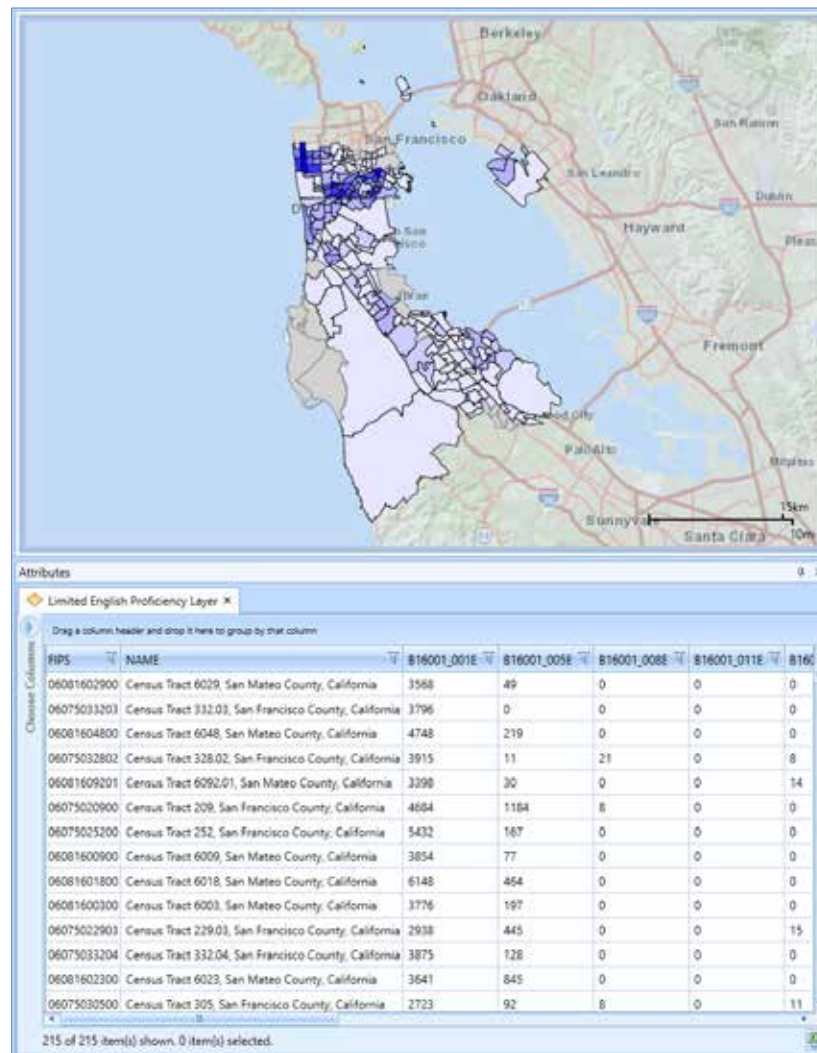 Berkeley
Oakland
San Ramon
San Francisco
San Leandro
Dublin
Hayward
Fremont
Palo Alto
Milpitas
Sunnyva
Santa Clara
15km
10m
Attributes
Limited English Proficiency Layer ×
Drag a column header and drop it here to group by that column
Choose Columns
FIPS NAME B16001_001E B16001_005E B16001_008E B16001_011E B160
06081602900 Census Tract 6029, San Mateo County, California 3568 49 0 0 0
06075033203 Census Tract 332.03, San Francisco County, California 3796 0 0 0 0
06081604800 Census Tract 6048, San Mateo County, California 4748 219 0 0 0
06075032802 Census Tract 328.02, San Francisco County, California 3915 11 21 0 8
06081609201 Census Tract 6092.01, San Mateo County, California 3398 30 0 0 14
06075020900 Census Tract 209, San Francisco County, California 4684 1184 8 0 0
06075025200 Census Tract 252, San Francisco County, California 5432 167 0 0 0
06081600900 Census Tract 6009, San Mateo County, California 3854 77 0 0 0
06081601800 Census Tract 6018, San Mateo County, California 6148 464 0 0 0
06081600300 Census Tract 6003, San Mateo County, California 3776 197 0 0 0
06075022903 Census Tract 229.03, San Francisco County, California 2938 445 0 0 15
06075033204 Census Tract 332.04, San Francisco County, California 3875 128 0 0 0
06081602300 Census Tract 6023, San Mateo County, California 3641 845 0 0 0
06075030500 Census Tract 305, San Francisco County, California 2723 92 8 0 11
215 of 215 item(s) shown. 0 item(s) selected.